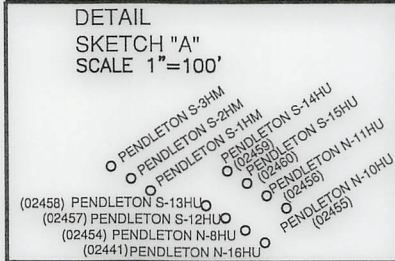 DETAIL
SKETCH "A"
SCALE 1"=100'
PENDLETON S-3HM
PENDLETON S-2HM
PENDLETON S-1HM
PENDLETON S-14HU
(02459)
PENDLETON S-15HU
(02460)
PENDLETON N-11HU
(02456)
PENDLETON N-10HU
(02455)
(02458) PENDLETON S-13HU
(02457) PENDLETON S-12HU
(02454) PENDLETON N-8HU
(02441) PENDLETON N-16HU